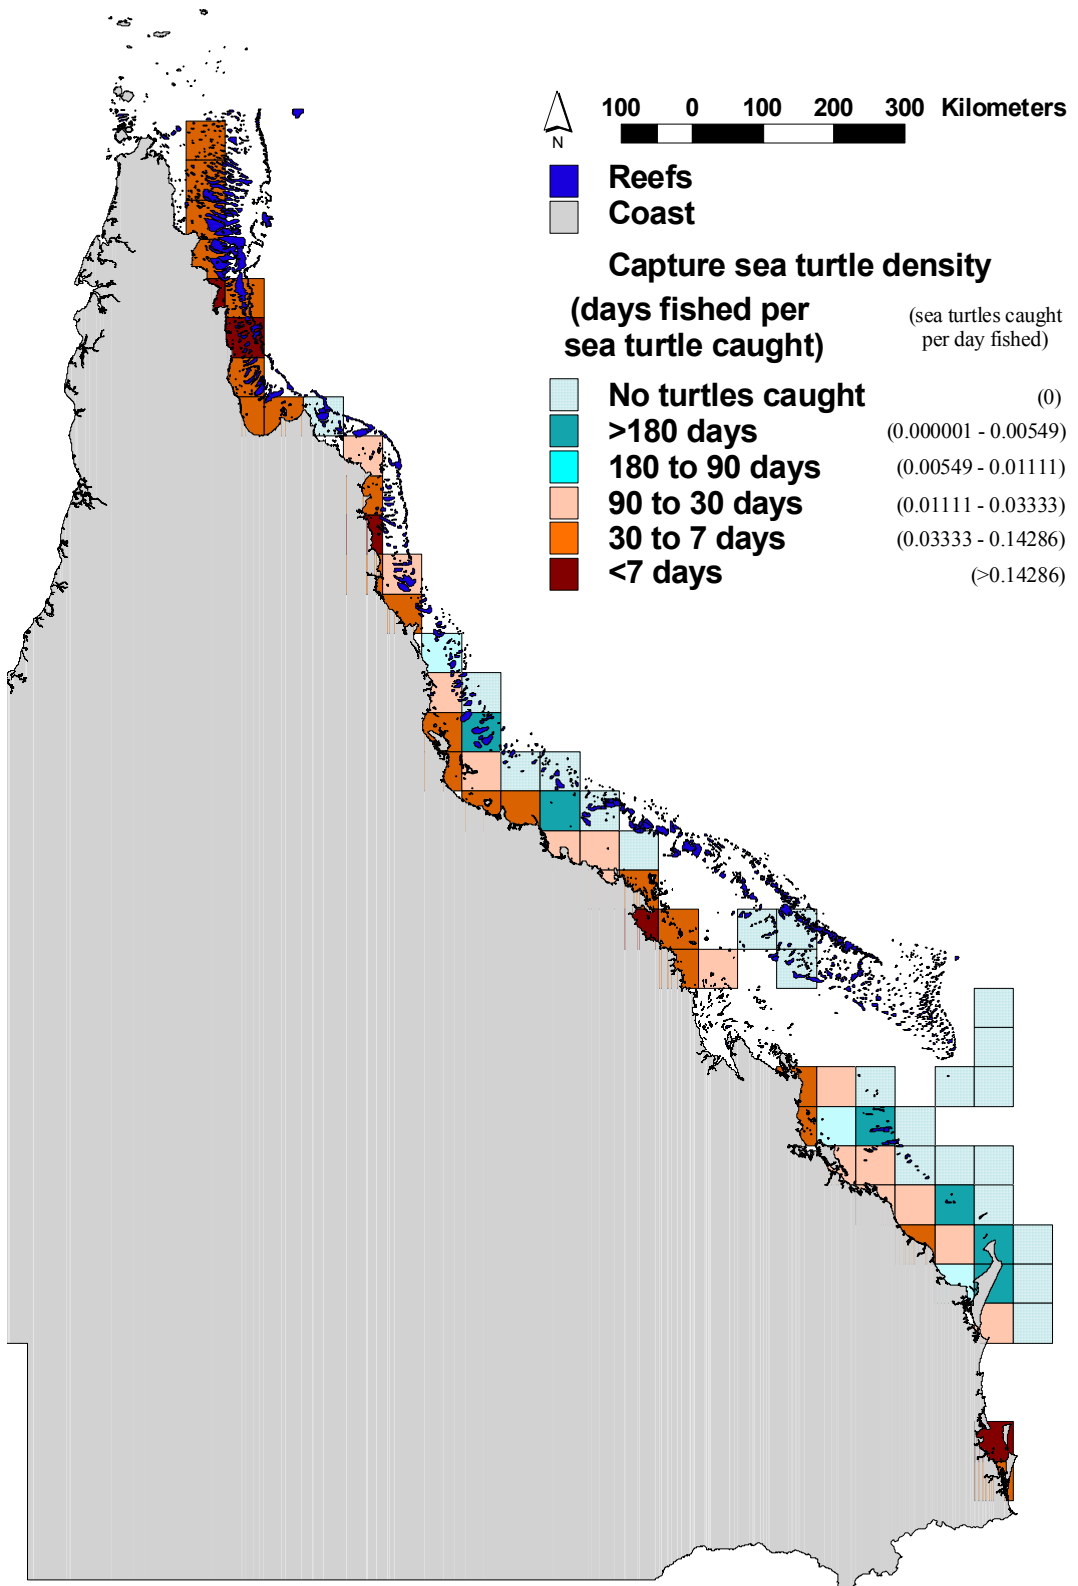 100 0 100 200 300 Kilometers
N
Reefs
Coast
Capture sea turtle density
(days fished per
sea turtle caught)
(sea turtles caught
per day fished)
No turtles caught (0)
>180 days (0.000001 - 0.00549)
180 to 90 days (0.00549 - 0.01111)
90 to 30 days (0.01111 - 0.03333)
30 to 7 days (0.03333 - 0.14286)
<7 days (>0.14286)